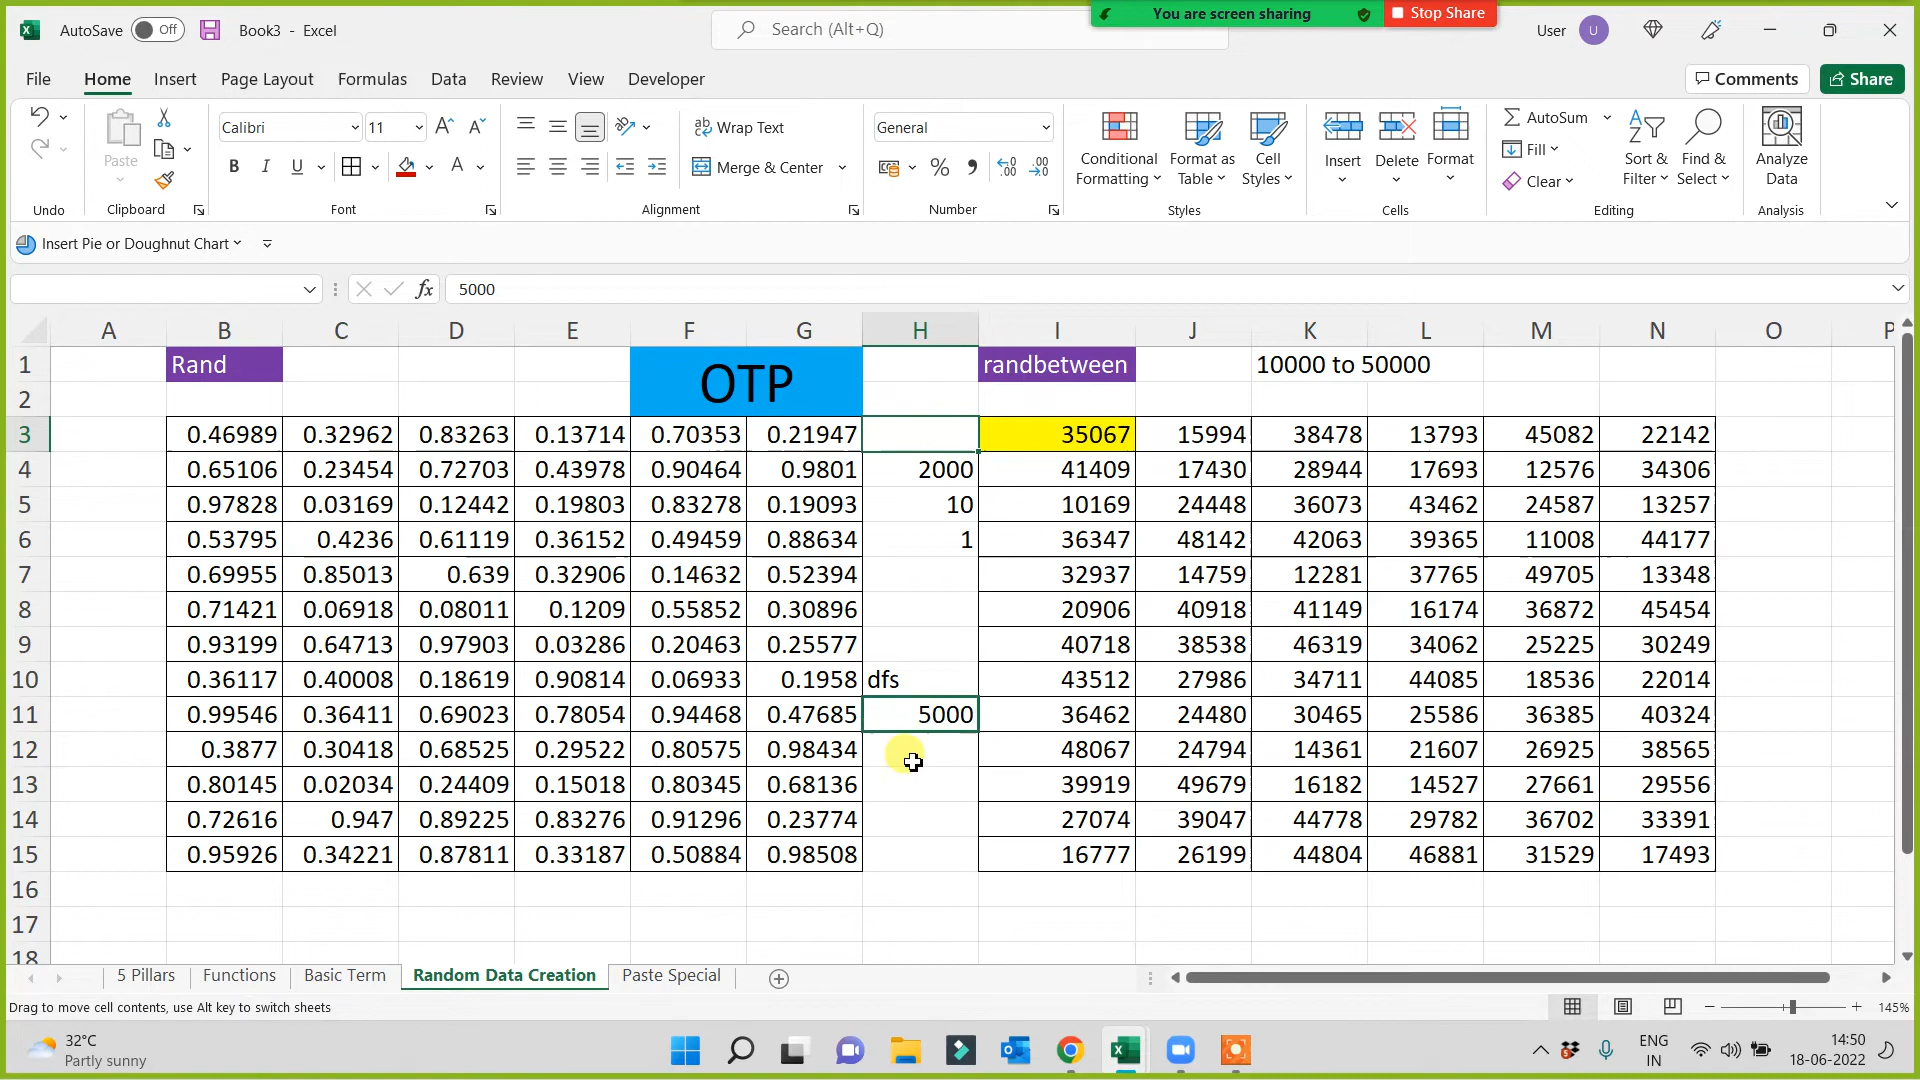 You are screen sharing
Stop Share
AutoSave Off
Book3 - Excel
Search (Alt+Q)
User U
File Home Insert Page Layout Formulas Data Review View Developer
Comments Share
Paste
Undo
Clipboard
Calibri 11
B I U A
Font
ab Wrap Text
Merge & Center
Alignment
General
% ,
Number
Conditional Formatting
Format as Table
Cell Styles
Styles
Insert
Delete
Format
Cells
AutoSum
Fill
Clear
Sort & Filter
Find & Select
Editing
Analyze Data
Analysis
Insert Pie or Doughnut Chart
fx 5000
A B C D E F G H I J K L M N O P
1 Rand OTP randbetween 10000 to 50000
2
3 0.46989 0.32962 0.83263 0.13714 0.70353 0.21947 35067 15994 38478 13793 45082 22142
4 0.65106 0.23454 0.72703 0.43978 0.90464 0.9801 2000 41409 17430 28944 17693 12576 34306
5 0.97828 0.03169 0.12442 0.19803 0.83278 0.19093 10 10169 24448 36073 43462 24587 13257
6 0.53795 0.4236 0.61119 0.36152 0.49459 0.88634 1 36347 48142 42063 39365 11008 44177
7 0.69955 0.85013 0.639 0.32906 0.14632 0.52394 32937 14759 12281 37765 49705 13348
8 0.71421 0.06918 0.08011 0.1209 0.55852 0.30896 20906 40918 41149 16174 36872 45454
9 0.93199 0.64713 0.97903 0.03286 0.20463 0.25577 40718 38538 46319 34062 25225 30249
10 0.36117 0.40008 0.18619 0.90814 0.06933 0.1958 dfs 43512 27986 34711 44085 18536 22014
11 0.99546 0.36411 0.69023 0.78054 0.94468 0.47685 5000 36462 24480 30465 25586 36385 40324
12 0.3877 0.30418 0.68525 0.29522 0.80575 0.98434 48067 24794 14361 21607 26925 38565
13 0.80145 0.02034 0.24409 0.15018 0.80345 0.68136 39919 49679 16182 14527 27661 29556
14 0.72616 0.947 0.89225 0.83276 0.91296 0.23774 27074 39047 44778 29782 36702 33391
15 0.95926 0.34221 0.87811 0.33187 0.50884 0.98508 16777 26199 44804 46881 31529 17493
16
17
18
5 Pillars Functions Basic Term Random Data Creation Paste Special
Drag to move cell contents, use Alt key to switch sheets
145%
32°C
Partly sunny
ENG
IN
14:50
18-06-2022